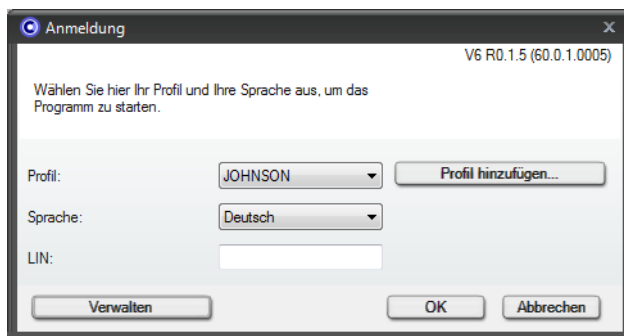 Anmeldung
V6 R0.1.5 (60.0.1.0005)
Wählen Sie hier Ihr Profil und Ihre Sprache aus, um das
Programm zu starten.
Profil: JOHNSON Profil hinzufügen...
Sprache: Deutsch
LIN:
Verwalten OK Abbrechen